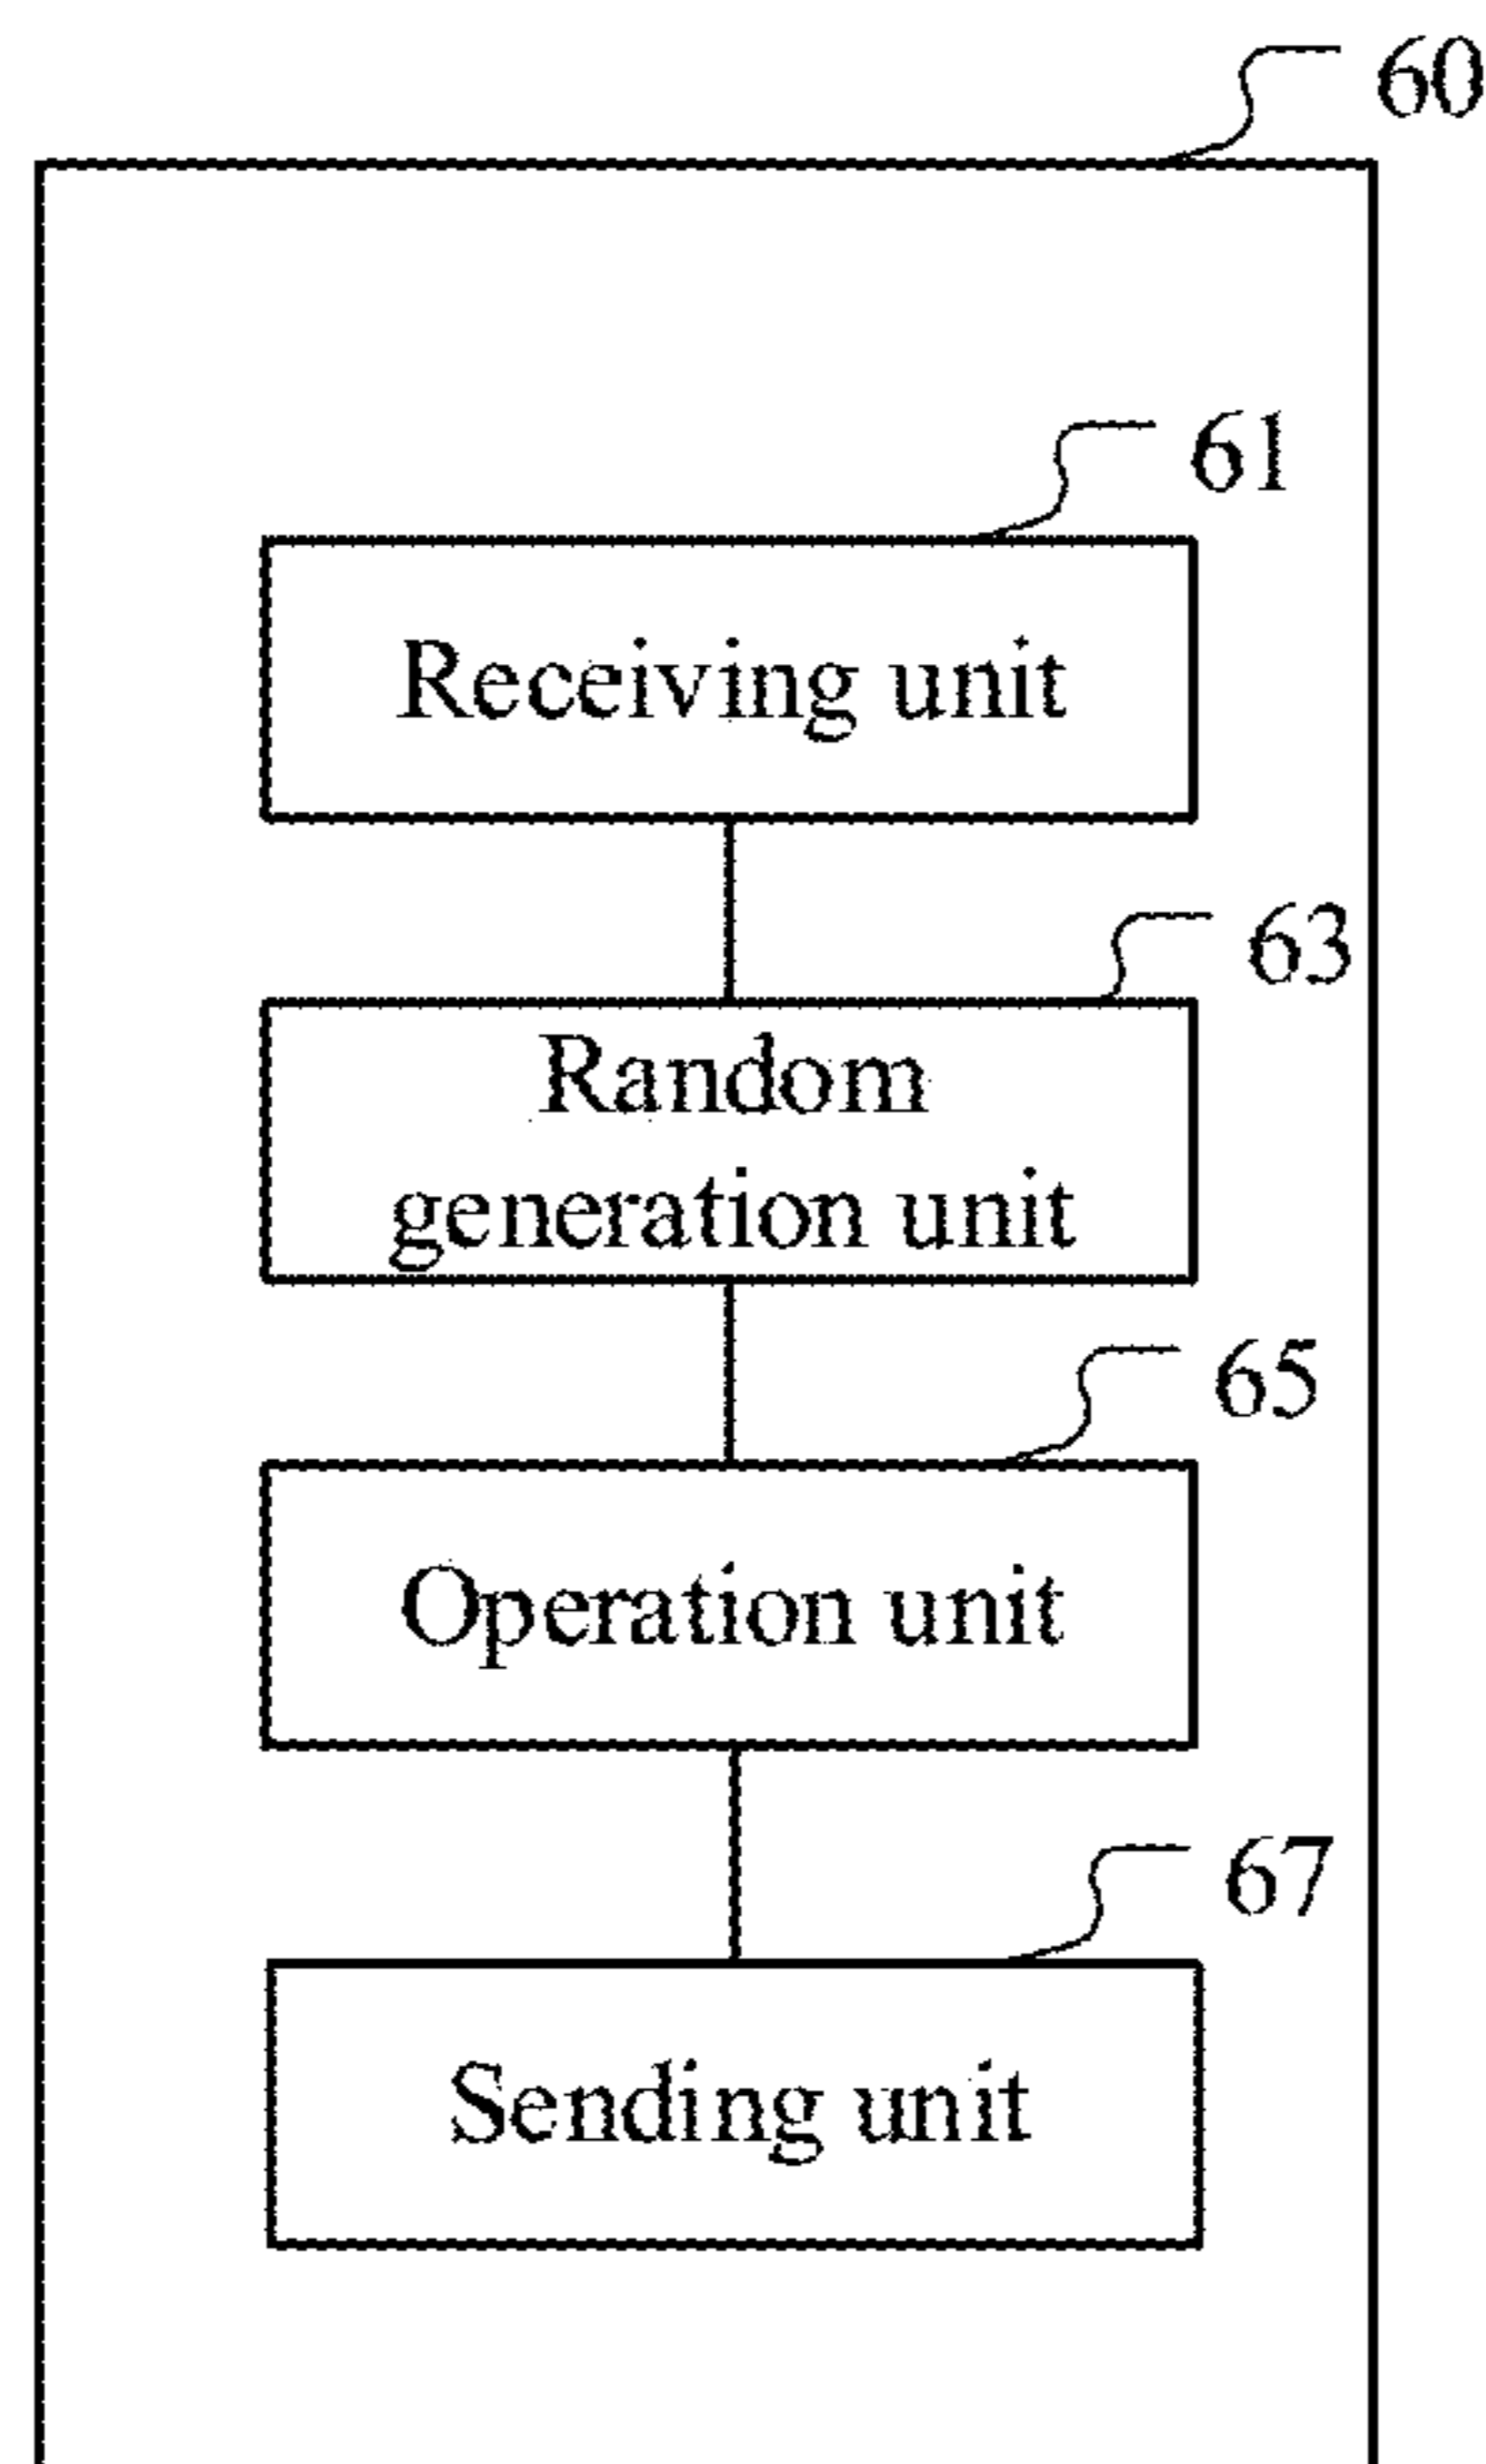 60
61
Receiving unit
63
Random
generation unit
65
Operation unit
67
Sending unit